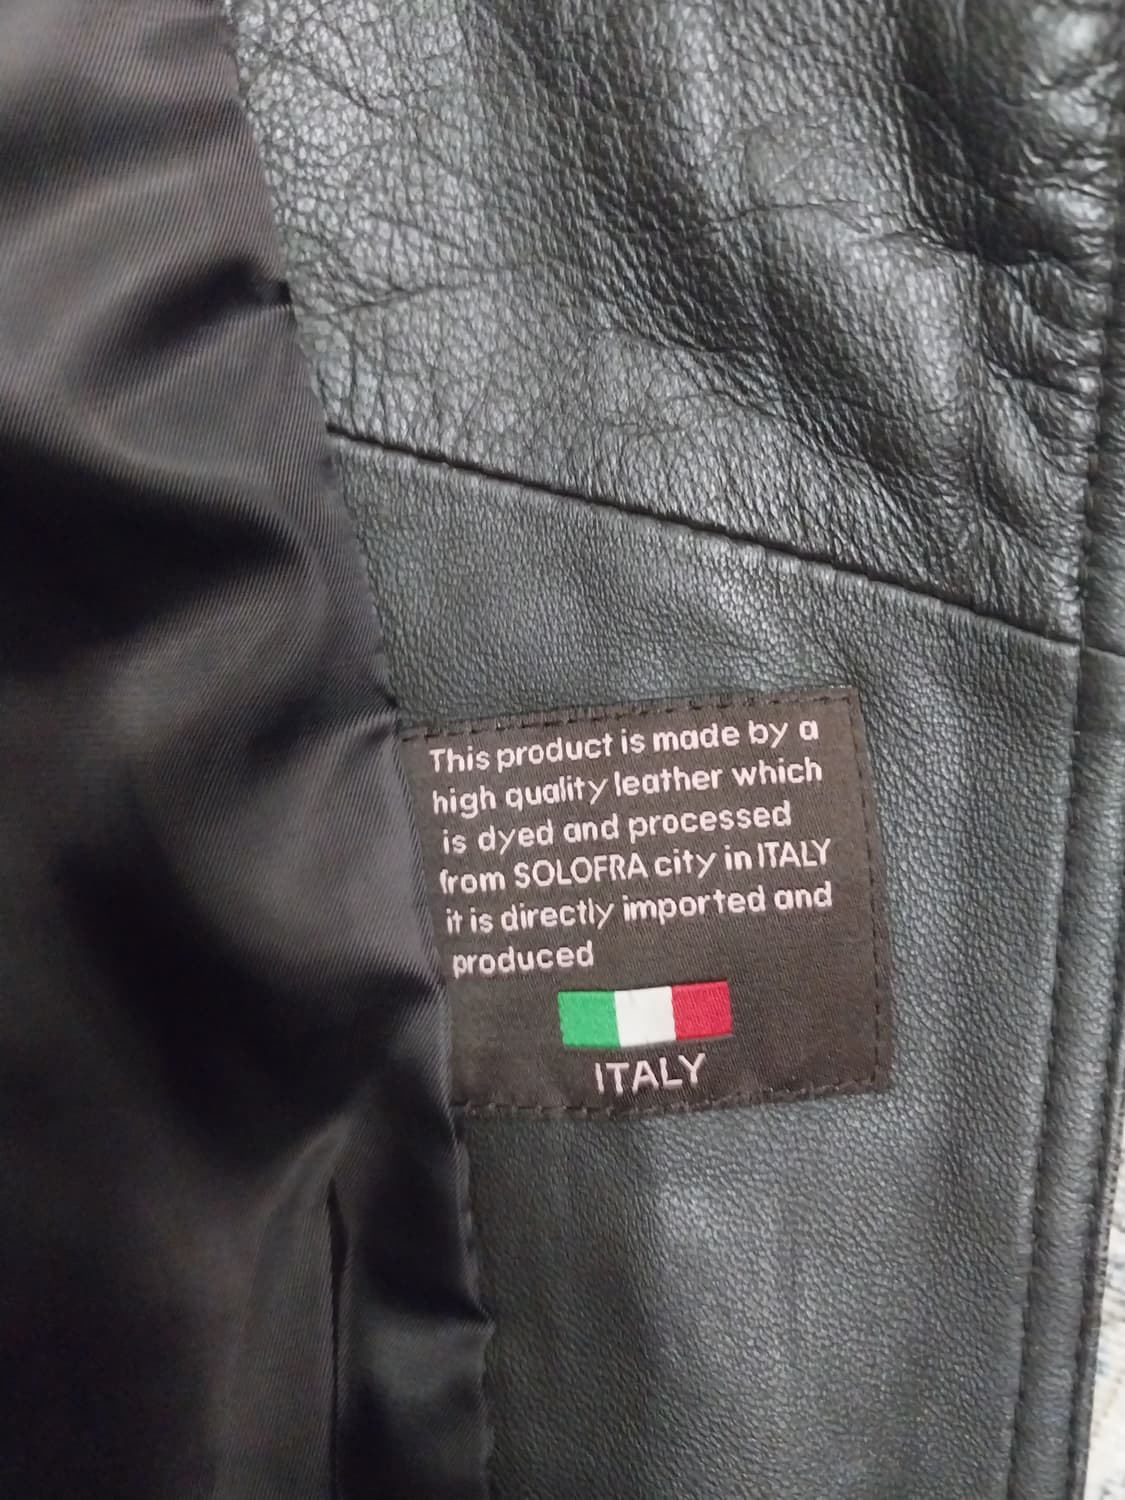 This product is made by a
high quality leather which
is dyed and processed
from SOLOFRA city in ITALY
it is directly imported and
produced
ITALY